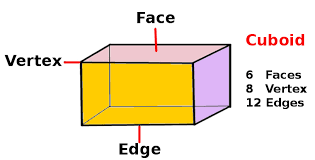 Face
Cuboid
Vertex
6 Faces
8 Vertex
12 Edges
Edge